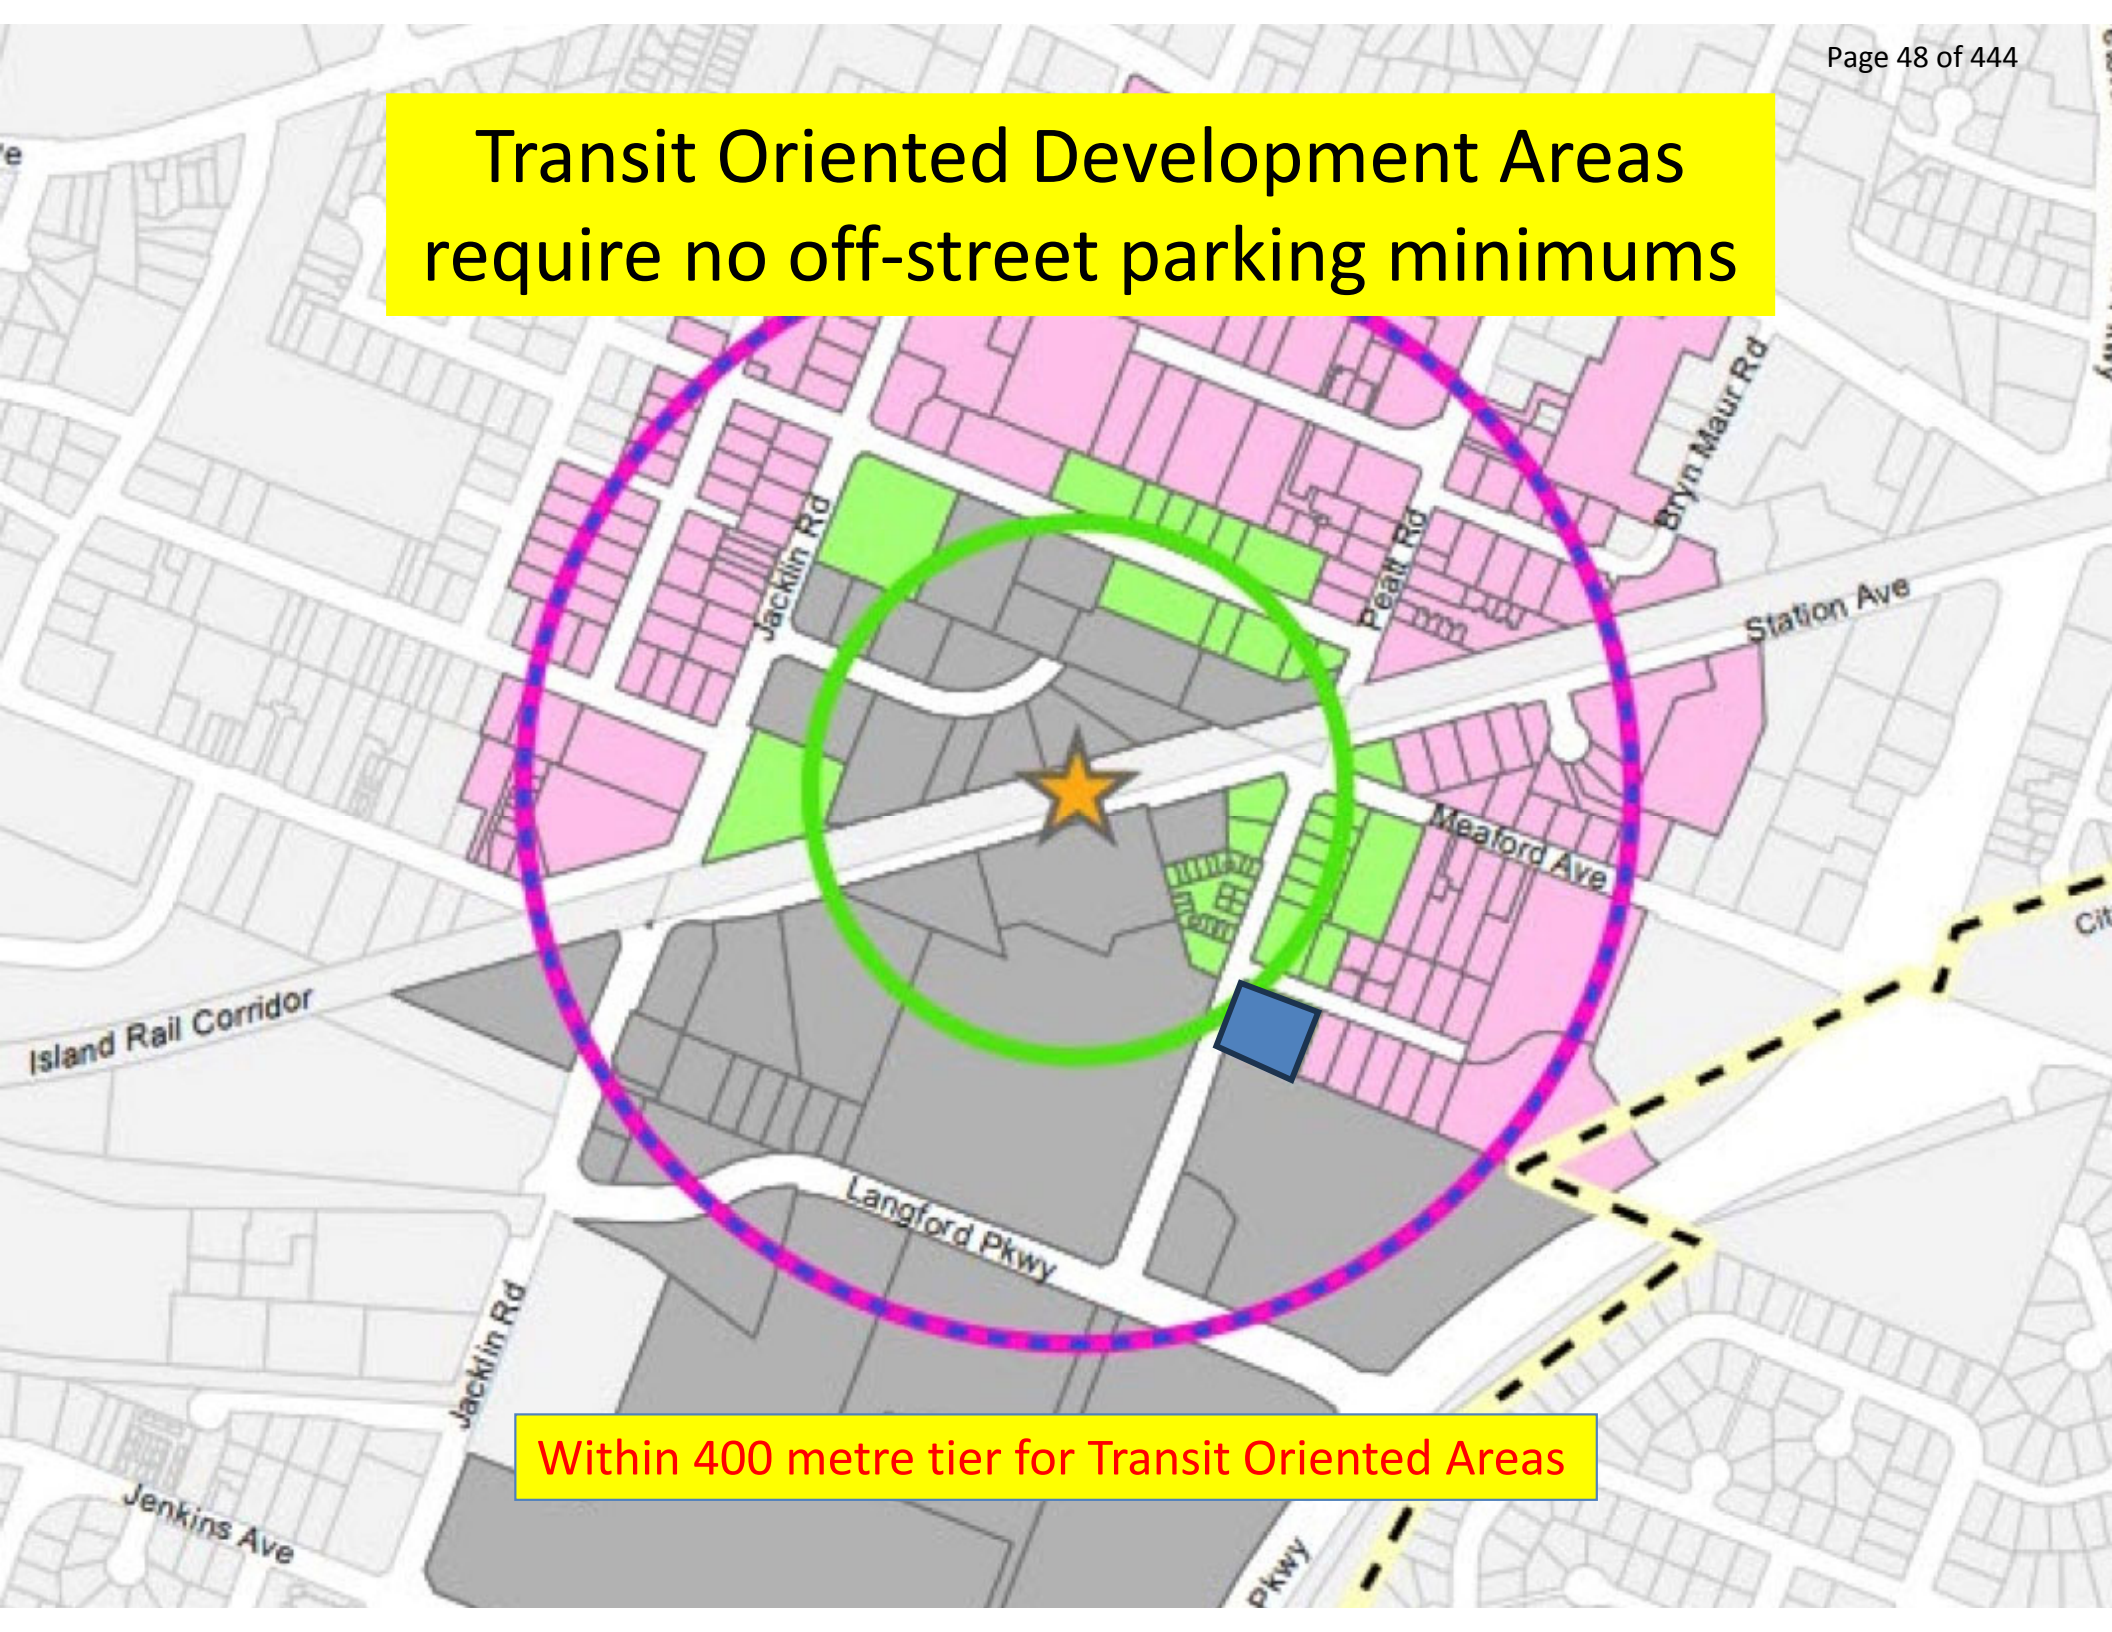 Page 48 of 444
Transit Oriented Development Areas
require no off-street parking minimums
Bryn Maur Rd
Jacklin Rd
Peatt Rd
Station Ave
Meaford Ave
Island Rail Corridor
Langford Pkwy
Jacklin Rd
Within 400 metre tier for Transit Oriented Areas
Jenkins Ave
Pkwy